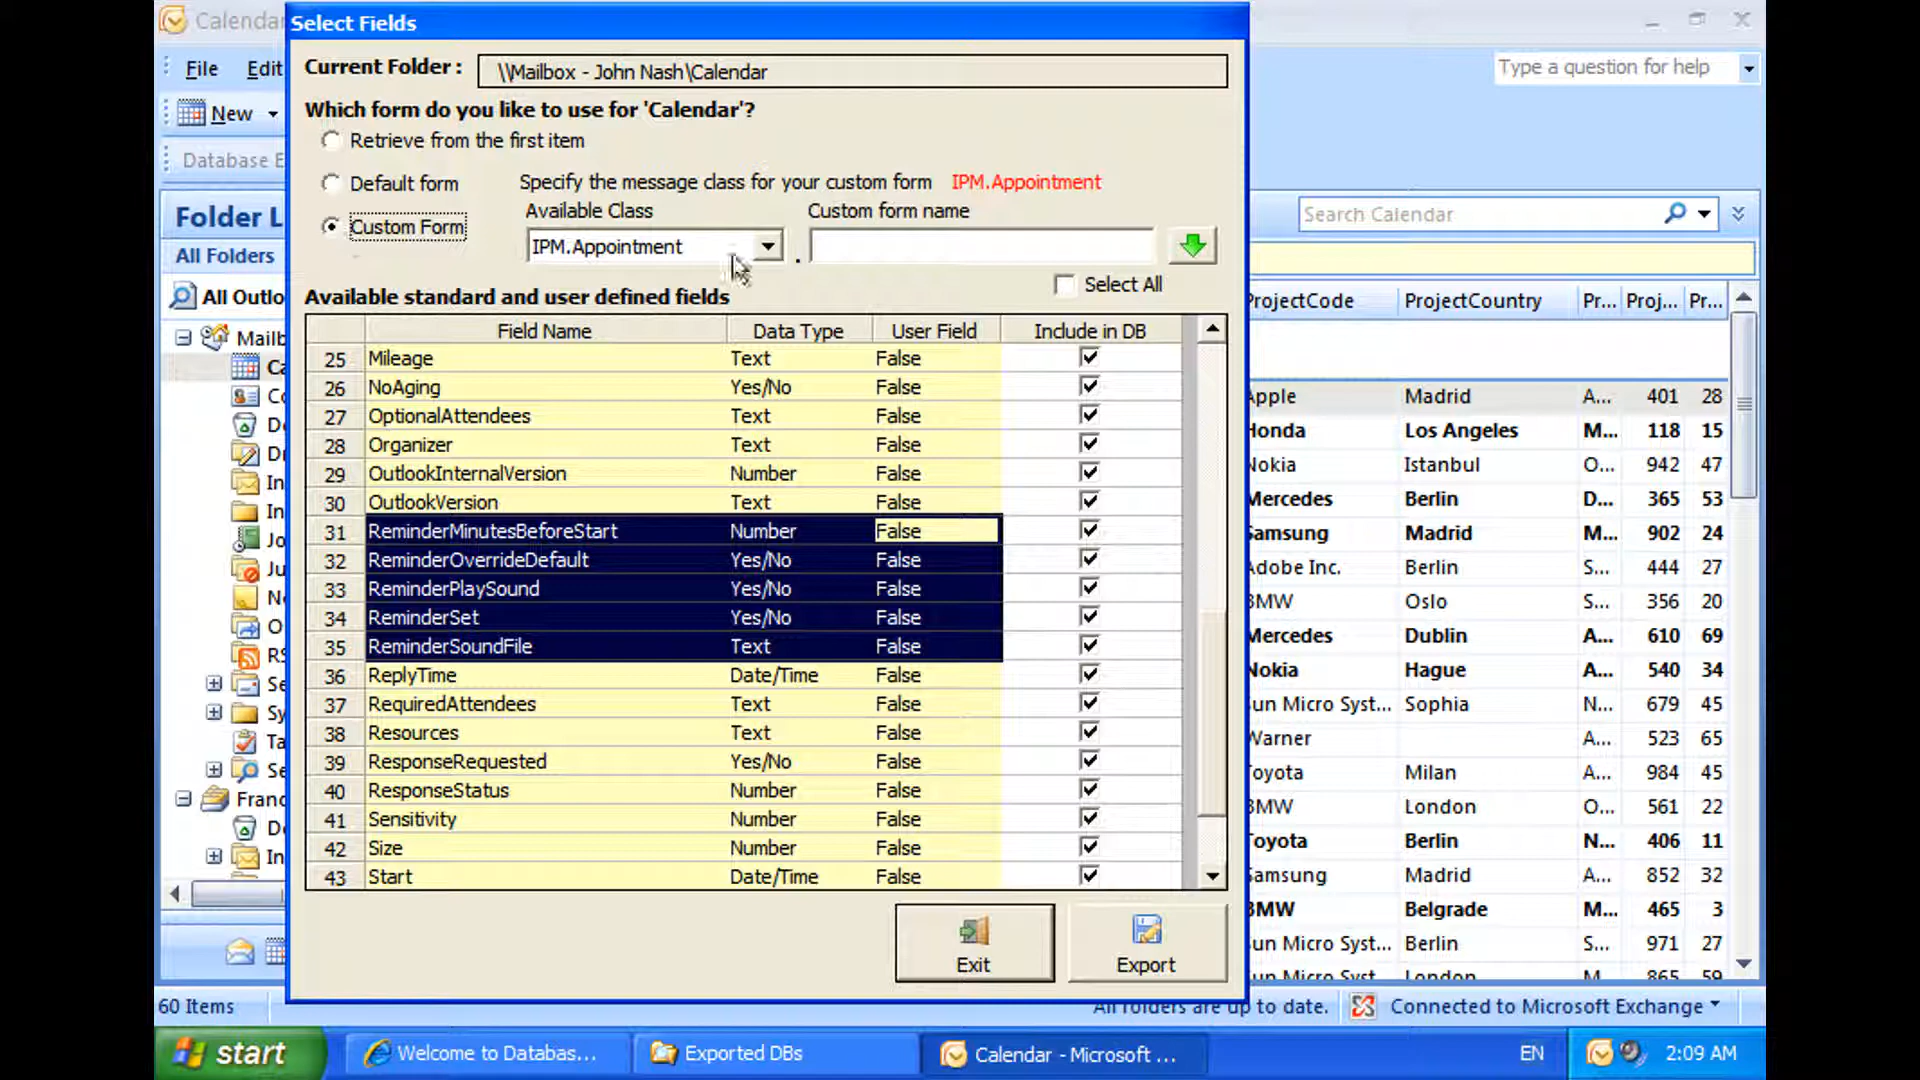 Calenda
Select Fields
File
Edit
Current Folder :
\\Mailbox - John Nash\Calendar
Type a question for help
New
Which form do you like to use for 'Calendar'?
Retrieve from the first item
Database E
Default form
Specify the message class for your custom form
IPM.Appointment
Folder L
Available Class
Custom form name
Search Calendar
Custom Form
IPM.Appointment
.
All Folders
Select All
All Outlo
Available standard and user defined fields
ProjectCode
ProjectCountry
Pr...
Proj...
Pr...
Field Name
Data Type
User Field
Include in DB
Mailb
25 Mileage Text False
Ca
26 NoAging Yes/No False
Co
27 OptionalAttendees Text False
De
28 Organizer Text False
Dr
29 OutlookInternalVersion Number False
In
30 OutlookVersion Text False
In
31 ReminderMinutesBeforeStart Number False
Jo
32 ReminderOverrideDefault Yes/No False
Ju
33 ReminderPlaySound Yes/No False
No
34 ReminderSet Yes/No False
O
35 ReminderSoundFile Text False
RS
36 ReplyTime Date/Time False
Se
37 RequiredAttendees Text False
Sy
38 Resources Text False
Ta
39 ResponseRequested Yes/No False
Se
40 ResponseStatus Number False
Franc
41 Sensitivity Number False
De
42 Size Number False
In
43 Start Date/Time False
Apple Madrid A... 401 28
Honda Los Angeles M... 118 15
Nokia Istanbul O... 942 47
Mercedes Berlin D... 365 53
Samsung Madrid M... 902 24
Adobe Inc. Berlin S... 444 27
BMW Oslo S... 356 20
Mercedes Dublin A... 610 69
Nokia Hague A... 540 34
Sun Micro Syst... Sophia N... 679 45
Warner A... 523 65
Toyota Milan A... 984 45
BMW London O... 561 22
Toyota Berlin N... 406 11
Samsung Madrid A... 852 32
BMW Belgrade M... 465 3
Sun Micro Syst... Berlin S... 971 27
Sun Micro Syst... London M... 865 59
Exit
Export
60 Items
All folders are up to date.
Connected to Microsoft Exchange
start
Welcome to Databas...
Exported DBs
Calendar - Microsoft ...
EN
2:09 AM